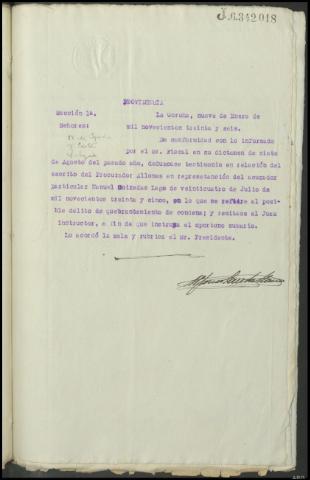 J.6.342018
PROVIDENCIA
Sección 1ª. La Coruña, nueve de Enero de
Señores: mil novecientos treinta y seis.
De conformidad con lo informado
por el Sr. Fiscal en su dictamen de siete
de Agosto del pasado año, dedúzcase testimonio en relación del
escrito del Procurador Allemes en representación del acusador
particular Manuel Lago de veinticuatro de Julio de
mil novecientos treinta y cinco, en lo que se refiere al posi-
ble delito de quebrantamiento de condena; y remítase al Juez
instructor, a fin de que instruya el oportuno sumario.
Lo acordó la Sala y rubrica el Sr. Presidente.